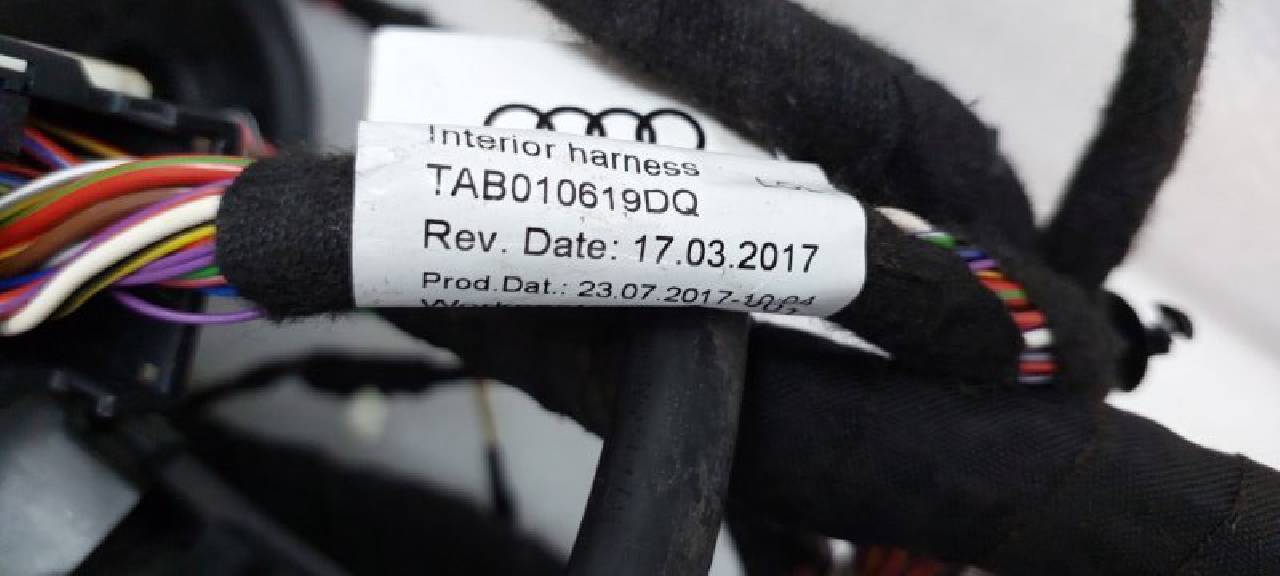 Interior harness
TAB010619DQ
Rev. Date: 17.03.2017
Prod.Dat.: 23.07.2017-